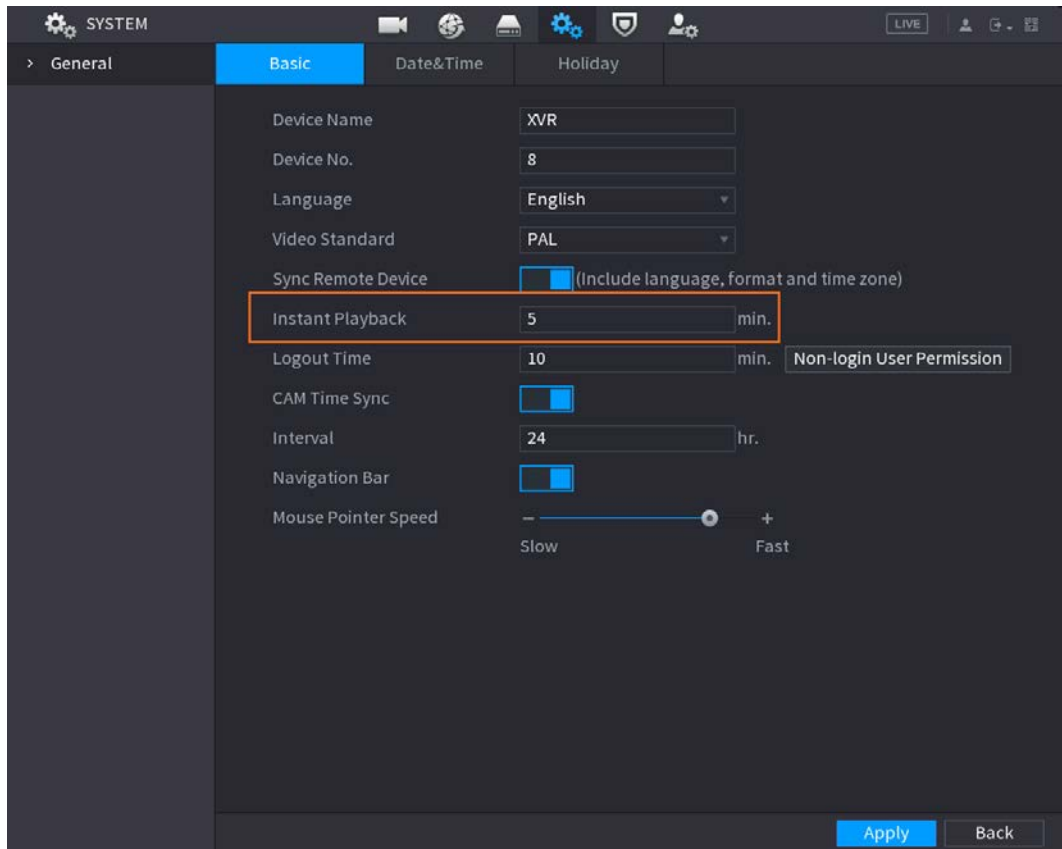 SYSTEM
LIVE
General
Basic Date&Time Holiday
Device Name XVR
Device No. 8
Language English
Video Standard PAL
Sync Remote Device (Include language, format and time zone)
Instant Playback 5 min.
Logout Time 10 min. Non-login User Permission
CAM Time Sync
Interval 24 hr.
Navigation Bar
Mouse Pointer Speed
Slow Fast
Apply Back